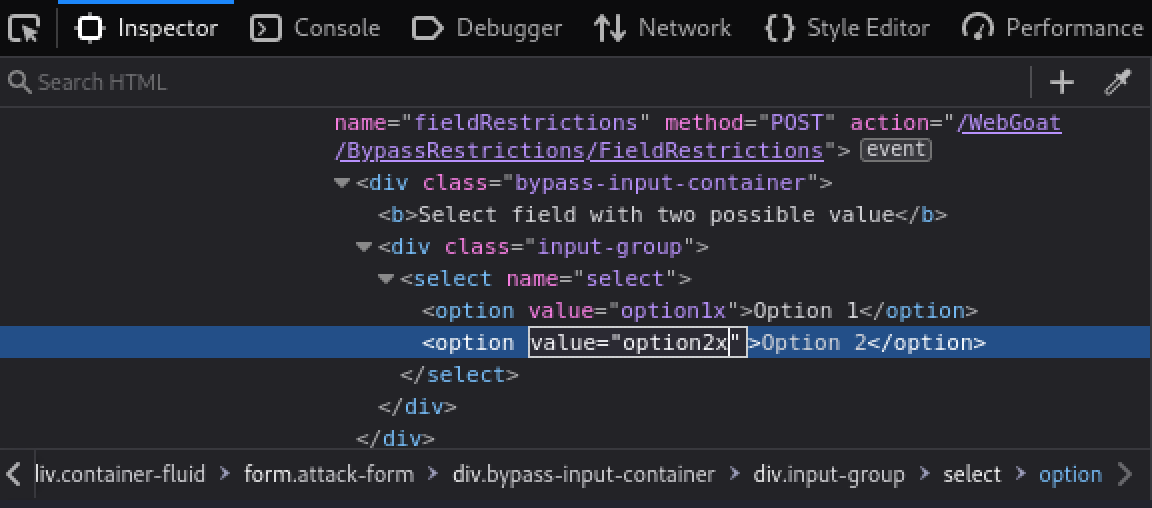 Inspector Console Debugger Network Style Editor Performance
Search HTML
name="fieldRestrictions" method="POST" action="/WebGoat
/BypassRestrictions/FieldRestrictions"> event
<div class="bypass-input-container">
<b>Select field with two possible value</b>
<div class="input-group">
<select name="select">
<option value="option1x">Option 1</option>
<option value="option2x">Option 2</option>
</select>
</div>
</div>
div.container-fluid > form.attack-form > div.bypass-input-container > div.input-group > select > option